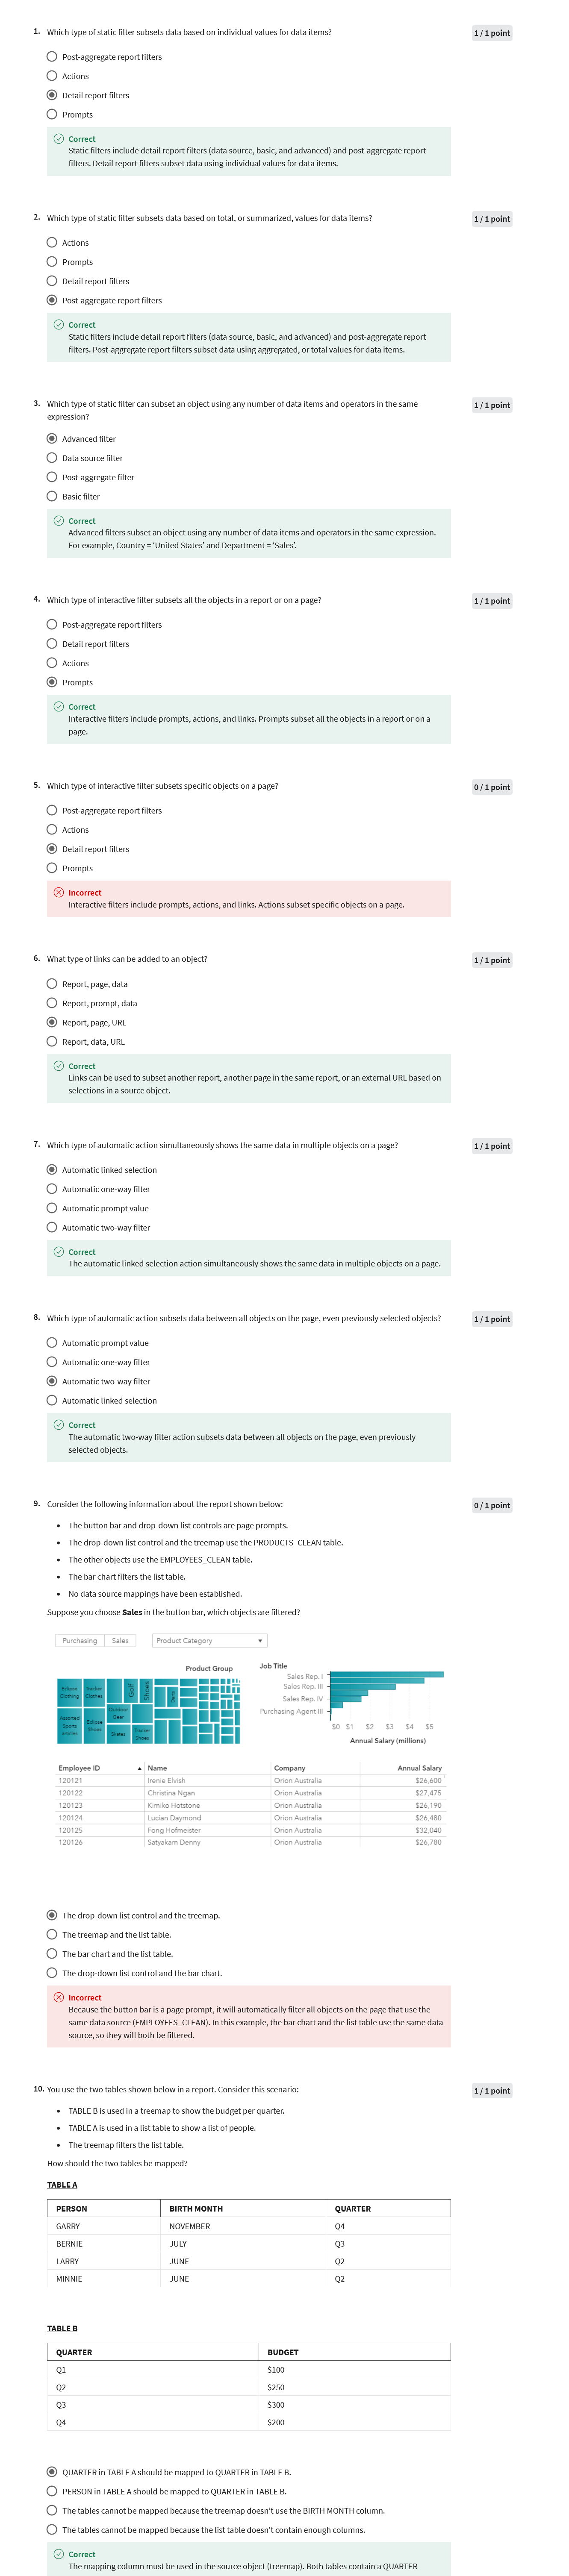 1. Which type of static filter subsets data based on individual values for data items?
1 / 1 point
Post-aggregate report filters
Actions
Detail report filters
Prompts
Correct
Static filters include detail report filters (data source, basic, and advanced) and post-aggregate report
filters. Detail report filters subset data using individual values for data items.
2. Which type of static filter subsets data based on total, or summarized, values for data items?
1 / 1 point
Actions
Prompts
Detail report filters
Post-aggregate report filters
Correct
Static filters include detail report filters (data source, basic, and advanced) and post-aggregate report
filters. Post-aggregate report filters subset data using aggregated, or total values for data items.
3. Which type of static filter can subset an object using any number of data items and operators in the same
expression?
1 / 1 point
Advanced filter
Data source filter
Post-aggregate filter
Basic filter
Correct
Advanced filters subset an object using any number of data items and operators in the same expression.
For example, Country = 'United States' and Department = 'Sales'.
4. Which type of interactive filter subsets all the objects in a report or on a page?
1 / 1 point
Post-aggregate report filters
Detail report filters
Actions
Prompts
Correct
Interactive filters include prompts, actions, and links. Prompts subset all the objects in a report or on a
page.
5. Which type of interactive filter subsets specific objects on a page?
0 / 1 point
Post-aggregate report filters
Actions
Detail report filters
Prompts
Incorrect
Interactive filters include prompts, actions, and links. Actions subset specific objects on a page.
6. What type of links can be added to an object?
1 / 1 point
Report, page, data
Report, prompt, data
Report, page, URL
Report, data, URL
Correct
Links can be used to subset another report, another page in the same report, or an external URL based on
selections in a source object.
7. Which type of automatic action simultaneously shows the same data in multiple objects on a page?
1 / 1 point
Automatic linked selection
Automatic one-way filter
Automatic prompt value
Automatic two-way filter
Correct
The automatic linked selection action simultaneously shows the same data in multiple objects on a page.
8. Which type of automatic action subsets data between all objects on the page, even previously selected objects?
1 / 1 point
Automatic prompt value
Automatic one-way filter
Automatic two-way filter
Automatic linked selection
Correct
The automatic two-way filter action subsets data between all objects on the page, even previously
selected objects.
9. Consider the following information about the report shown below:
0 / 1 point
• The button bar and drop-down list controls are page prompts.
• The drop-down list control and the treemap use the PRODUCTS_CLEAN table.
• The other objects use the EMPLOYEES_CLEAN table.
• The bar chart filters the list table.
• No data source mappings have been established.
Suppose you choose Sales in the button bar, which objects are filtered?
Purchasing Sales Product Category
Product Group
Eclipse Clothing
Tracker Clothes
Golf
Shoes
Assorted Sports articles
Eclipse Shoes
Outdoor Gear
Orates
Tracker Shoes
Job Title
Sales Rep. I
Sales Rep. III
Sales Rep. IV
Purchasing Agent III
$0 $1 $2 $3 $4 $5
Annual Salary (millions)
Employee ID ▲ Name Company Annual Salary
120121 Irenie Elvish Orion Australia $26,600
120122 Christina Ngan Orion Australia $27,475
120123 Kimiko Hotstone Orion Australia $26,190
120124 Lucian Daymond Orion Australia $26,480
120125 Fong Hofmeister Orion Australia $32,040
120126 Satyakam Denny Orion Australia $26,780
The drop-down list control and the treemap.
The treemap and the list table.
The bar chart and the list table.
The drop-down list control and the bar chart.
Incorrect
Because the button bar is a page prompt, it will automatically filter all objects on the page that use the
same data source (EMPLOYEES_CLEAN). In this example, the bar chart and the list table use the same data
source, so they will both be filtered.
10. You use the two tables shown below in a report. Consider this scenario:
1 / 1 point
• TABLE B is used in a treemap to show the budget per quarter.
• TABLE A is used in a list table to show a list of people.
• The treemap filters the list table.
How should the two tables be mapped?
TABLE A
PERSON BIRTH MONTH QUARTER
GARRY NOVEMBER Q4
BERNIE JULY Q3
LARRY JUNE Q2
MINNIE JUNE Q2
TABLE B
QUARTER BUDGET
Q1 $100
Q2 $250
Q3 $300
Q4 $200
QUARTER in TABLE A should be mapped to QUARTER in TABLE B.
PERSON in TABLE A should be mapped to QUARTER in TABLE B.
The tables cannot be mapped because the treemap doesn't use the BIRTH MONTH column.
The tables cannot be mapped because the list table doesn't contain enough columns.
Correct
The mapping column must be used in the source object (treemap). Both tables contain a QUARTER